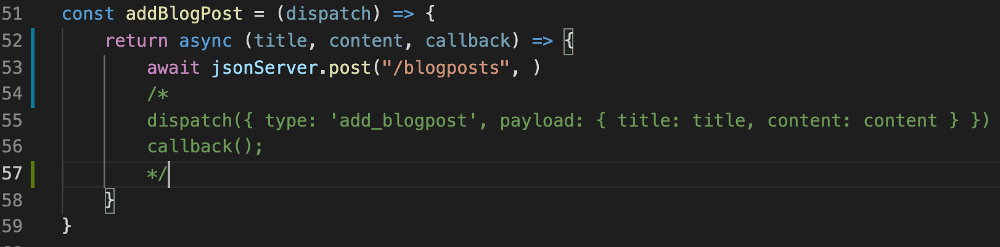 51 const addBlogPost = (dispatch) => {
52 return async (title, content, callback) => {
53 await jsonServer.post("/blogposts", )
54 /*
55 dispatch({ type: 'add_blogpost', payload: { title: title, content: content } })
56 callback();
57 */
58 }
59 }